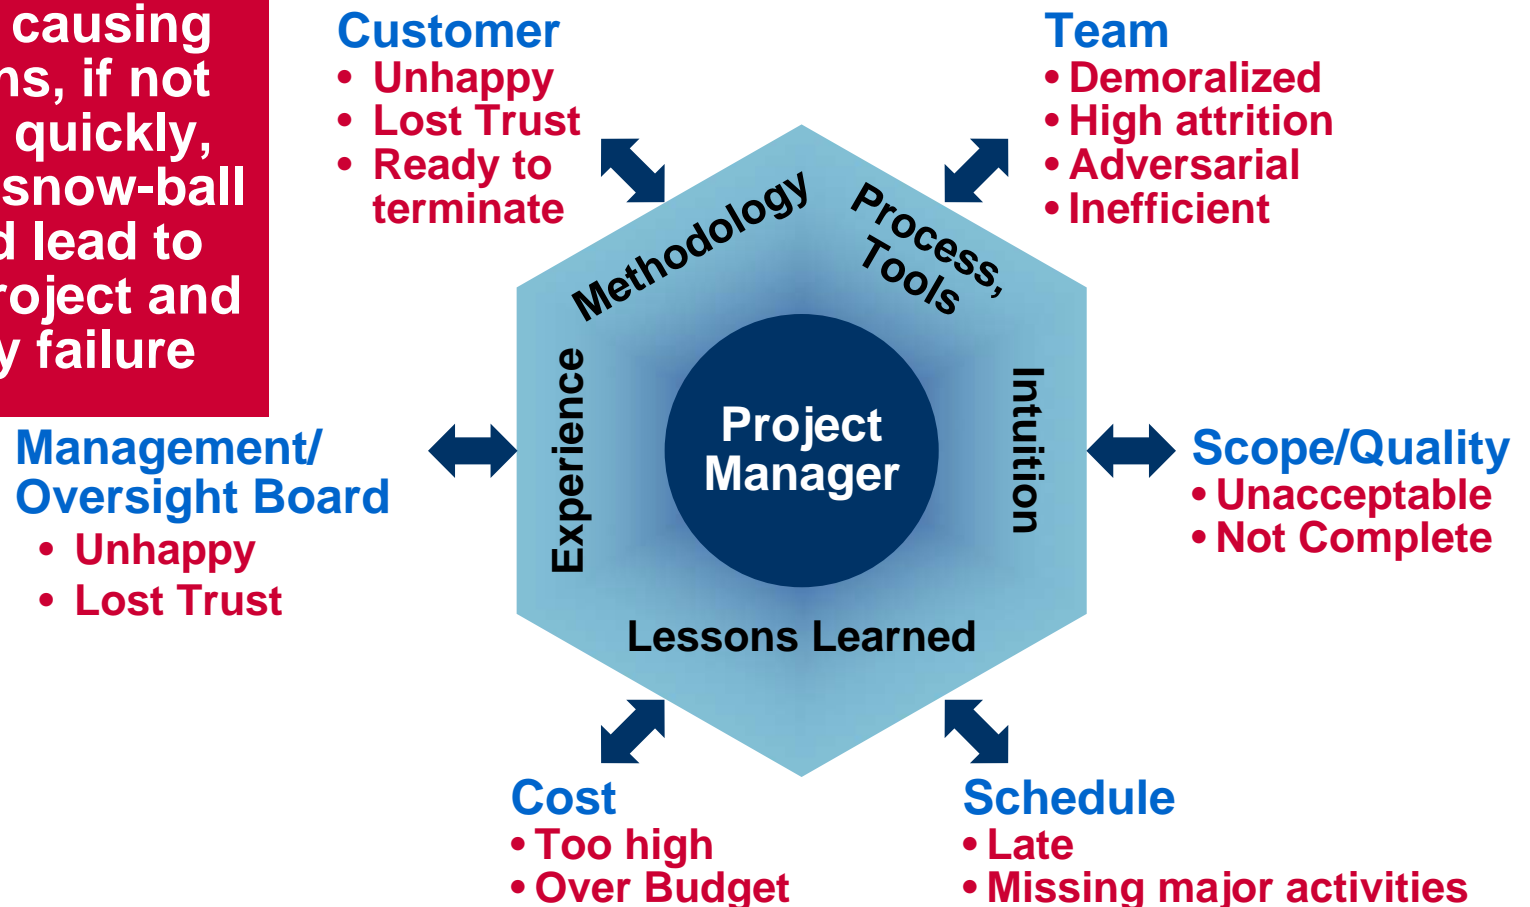 causing
if not
quickly,
snow-ball
lead to
and
failure
Customer
• Unhappy
• Lost Trust
• Ready to
terminate
Team
• Demoralized
• High attrition
• Adversarial
• Inefficient
Methodology
Process,
Tools
Experience
Project
Manager
Intuition
Lessons Learned
Management/
Oversight Board
• Unhappy
• Lost Trust
Scope/Quality
• Unacceptable
• Not Complete
Cost
• Too high
• Over Budget
Schedule
• Late
• Missing major activities